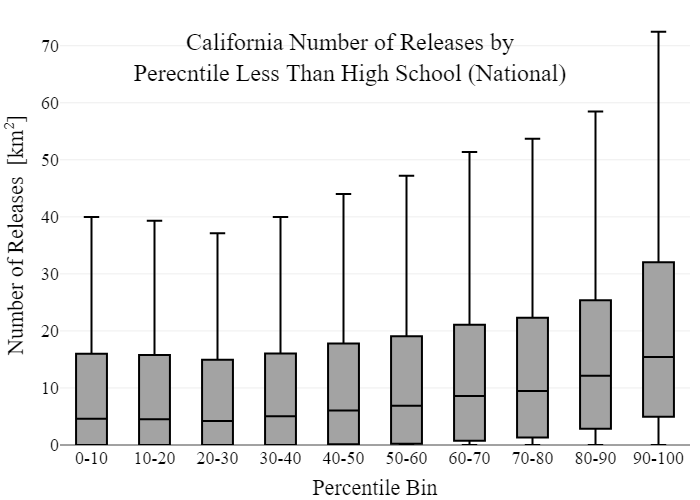 California Number of Releases by
Perecntile Less Than High School (National)
Number of Releases [km²]
70
60
50
40
30
20
10
0
0-10 10-20 20-30 30-40 40-50 50-60 60-70 70-80 80-90 90-100
Percentile Bin